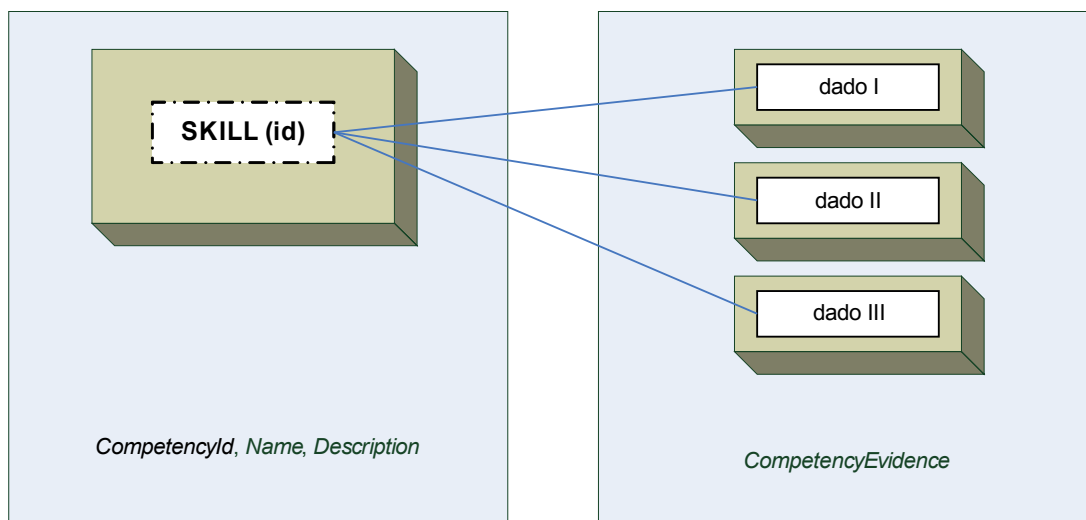 SKILL (id)
CompetencyId, Name, Description
dado I
dado II
dado III
CompetencyEvidence